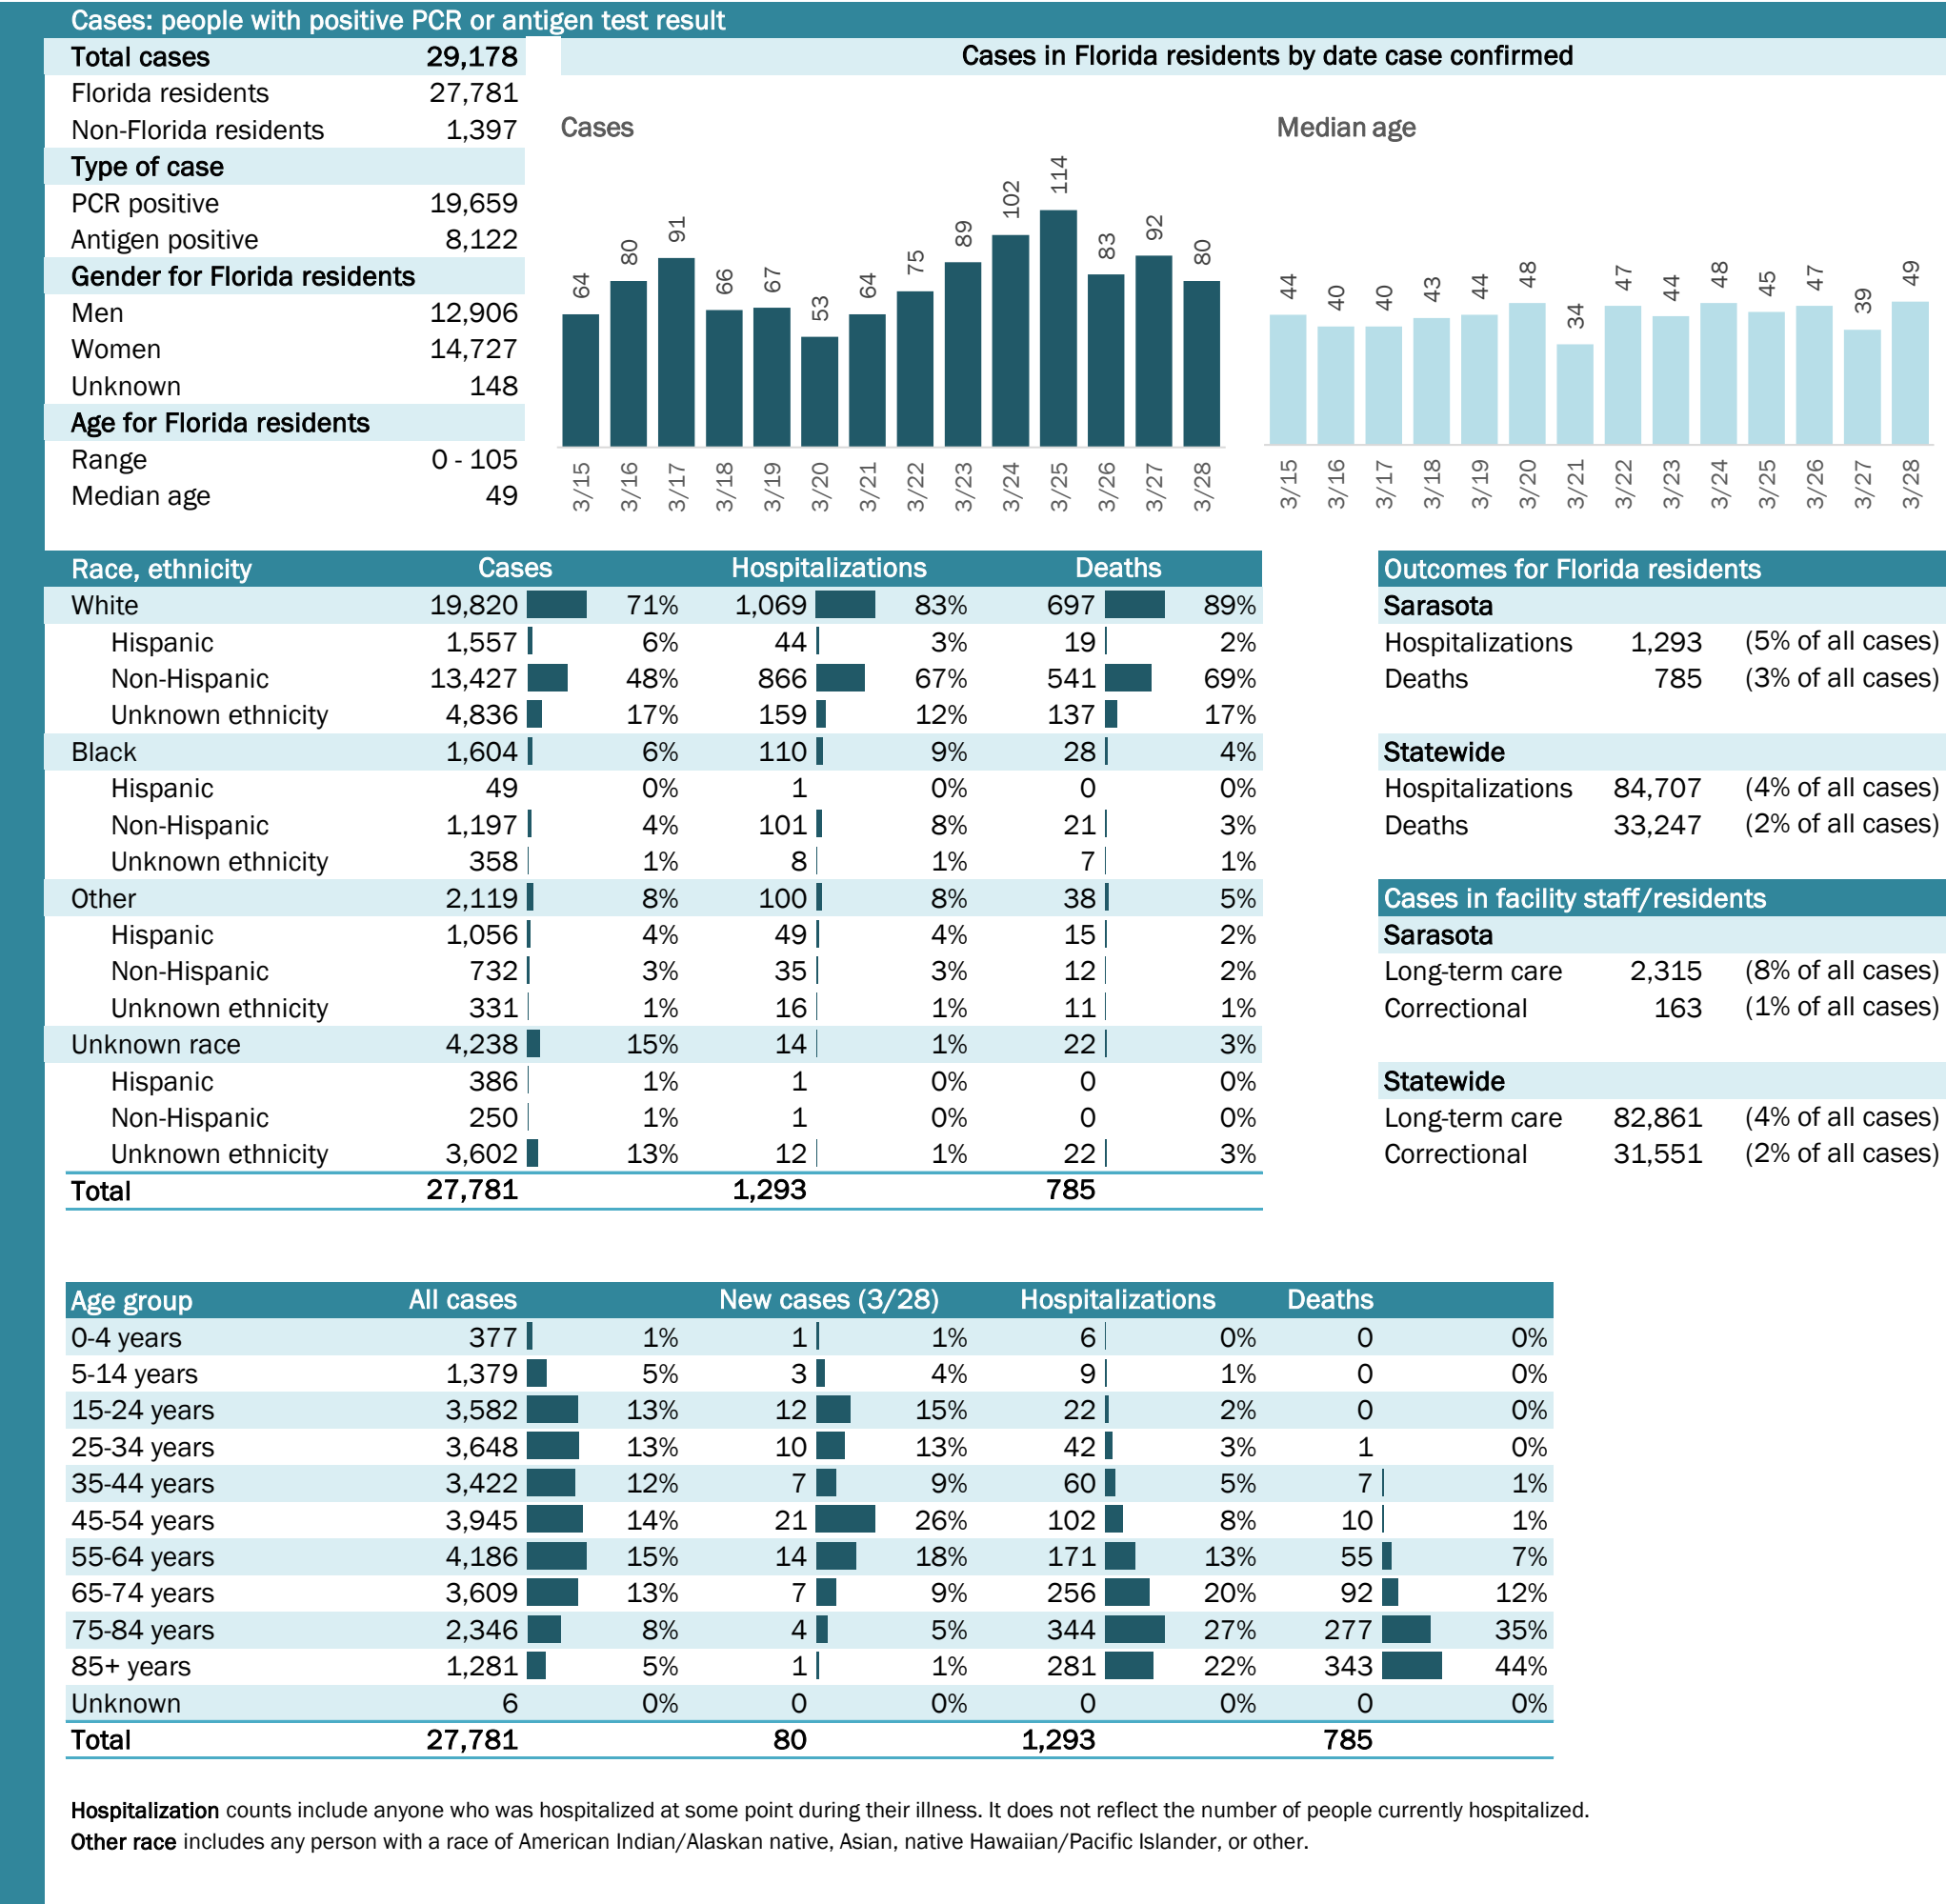 Cases: people with positive PCR or antigen test result
Total cases 29,178
Florida residents 27,781
Non-Florida residents 1,397
Type of case
PCR positive 19,659
Antigen positive 8,122
Gender for Florida residents
Men 12,906
Women 14,727
Unknown 148
Age for Florida residents
Range 0 - 105
Median age 49
Cases in Florida residents by date case confirmed
Cases
64 80 91 66 67 53 64 75 89 102 114 83 92 80
3/15 3/16 3/17 3/18 3/19 3/20 3/21 3/22 3/23 3/24 3/25 3/26 3/27 3/28
Median age
44 40 40 43 44 48 34 47 44 48 45 47 39 49
3/15 3/16 3/17 3/18 3/19 3/20 3/21 3/22 3/23 3/24 3/25 3/26 3/27 3/28
Race, ethnicity Cases Hospitalizations Deaths
White 19,820 71% 1,069 83% 697 89%
Hispanic 1,557 6% 44 3% 19 2%
Non-Hispanic 13,427 48% 866 67% 541 69%
Unknown ethnicity 4,836 17% 159 12% 137 17%
Black 1,604 6% 110 9% 28 4%
Hispanic 49 0% 1 0% 0 0%
Non-Hispanic 1,197 4% 101 8% 21 3%
Unknown ethnicity 358 1% 8 1% 7 1%
Other 2,119 8% 100 8% 38 5%
Hispanic 1,056 4% 49 4% 15 2%
Non-Hispanic 732 3% 35 3% 12 2%
Unknown ethnicity 331 1% 16 1% 11 1%
Unknown race 4,238 15% 14 1% 22 3%
Hispanic 386 1% 1 0% 0 0%
Non-Hispanic 250 1% 1 0% 0 0%
Unknown ethnicity 3,602 13% 12 1% 22 3%
Total 27,781 1,293 785
Outcomes for Florida residents
Sarasota
Hospitalizations 1,293 (5% of all cases)
Deaths 785 (3% of all cases)
Statewide
Hospitalizations 84,707 (4% of all cases)
Deaths 33,247 (2% of all cases)
Cases in facility staff/residents
Sarasota
Long-term care 2,315 (8% of all cases)
Correctional 163 (1% of all cases)
Statewide
Long-term care 82,861 (4% of all cases)
Correctional 31,551 (2% of all cases)
Age group All cases New cases (3/28) Hospitalizations Deaths
0-4 years 377 1% 1 1% 6 0% 0 0%
5-14 years 1,379 5% 3 4% 9 1% 0 0%
15-24 years 3,582 13% 12 15% 22 2% 0 0%
25-34 years 3,648 13% 10 13% 42 3% 1 0%
35-44 years 3,422 12% 7 9% 60 5% 7 1%
45-54 years 3,945 14% 21 26% 102 8% 10 1%
55-64 years 4,186 15% 14 18% 171 13% 55 7%
65-74 years 3,609 13% 7 9% 256 20% 92 12%
75-84 years 2,346 8% 4 5% 344 27% 277 35%
85+ years 1,281 5% 1 1% 281 22% 343 44%
Unknown 6 0% 0 0% 0 0% 0 0%
Total 27,781 80 1,293 785
Hospitalization counts include anyone who was hospitalized at some point during their illness. It does not reflect the number of people currently hospitalized.
Other race includes any person with a race of American Indian/Alaskan native, Asian, native Hawaiian/Pacific Islander, or other.